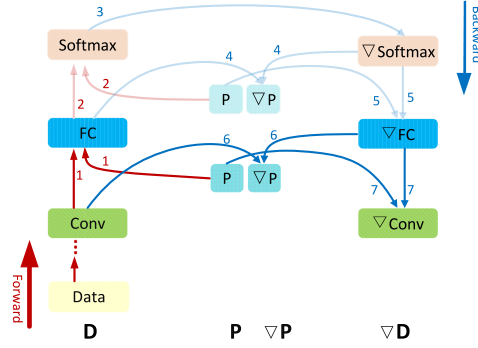 3
Backward
Softmax
▽ Softmax
4
4
2
P
▽ P
2
5
5
FC
▽ FC
6
6
1
1
P
▽ P
7
7
Conv
▽ Conv
Forward
Data
D
P
▽P
▽D